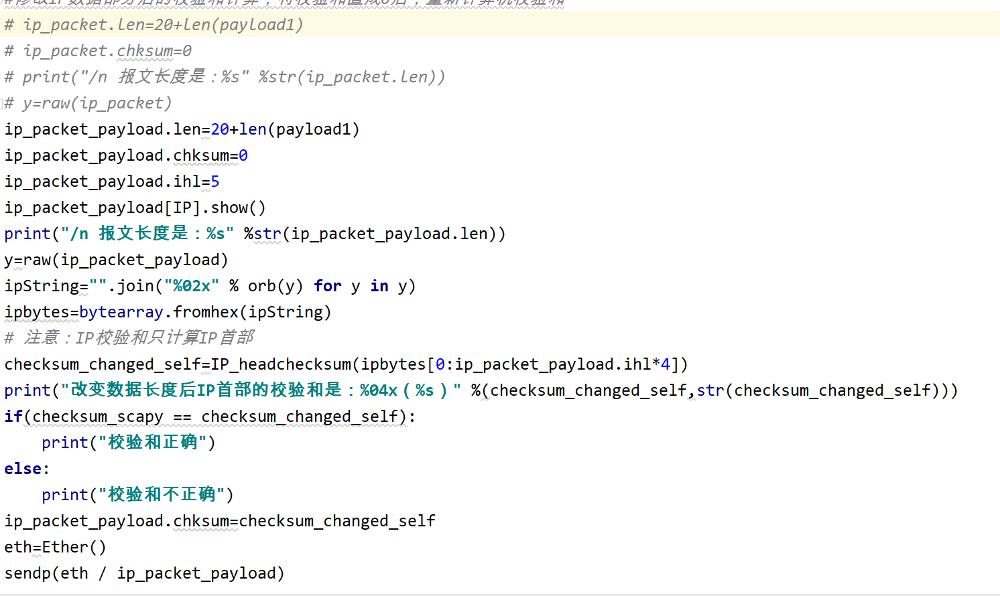 #修改IP数据部分后的校验和计算，将校验和置成0后，重新计算机校验和
# ip_packet.len=20+len(payload1)
# ip_packet.chksum=0
# print("/n 报文长度是：%s" %str(ip_packet.len))
# y=raw(ip_packet)
ip_packet_payload.len=20+len(payload1)
ip_packet_payload.chksum=0
ip_packet_payload.ihl=5
ip_packet_payload[IP].show()
print("/n 报文长度是：%s" %str(ip_packet_payload.len))
y=raw(ip_packet_payload)
ipString="".join("%02x" % orb(y) for y in y)
ipbytes=bytearray.fromhex(ipString)
# 注意：IP校验和只计算IP首部
checksum_changed_self=IP_headchecksum(ipbytes[0:ip_packet_payload.ihl*4])
print("改变数据长度后IP首部的校验和是：%04x（%s）" %(checksum_changed_self,str(checksum_changed_self)))
if(checksum_scapy == checksum_changed_self):
    print("校验和正确")
else:
    print("校验和不正确")
ip_packet_payload.chksum=checksum_changed_self
eth=Ether()
sendp(eth / ip_packet_payload)